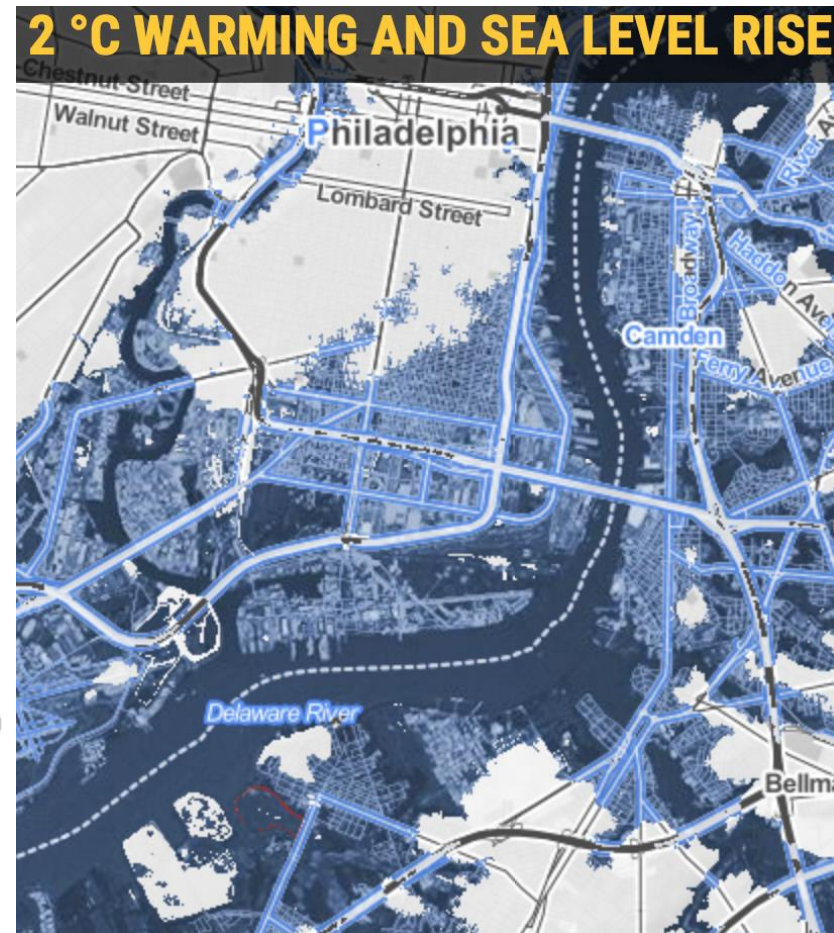 2 °C WARMING AND SEA LEVEL RISE
Chestnut Street
Walnut Street
Philadelphia
Lombard Street
River A
Broadway
Haddon Ave
Camden
Ferry Avenue
Delaware River
Bellma